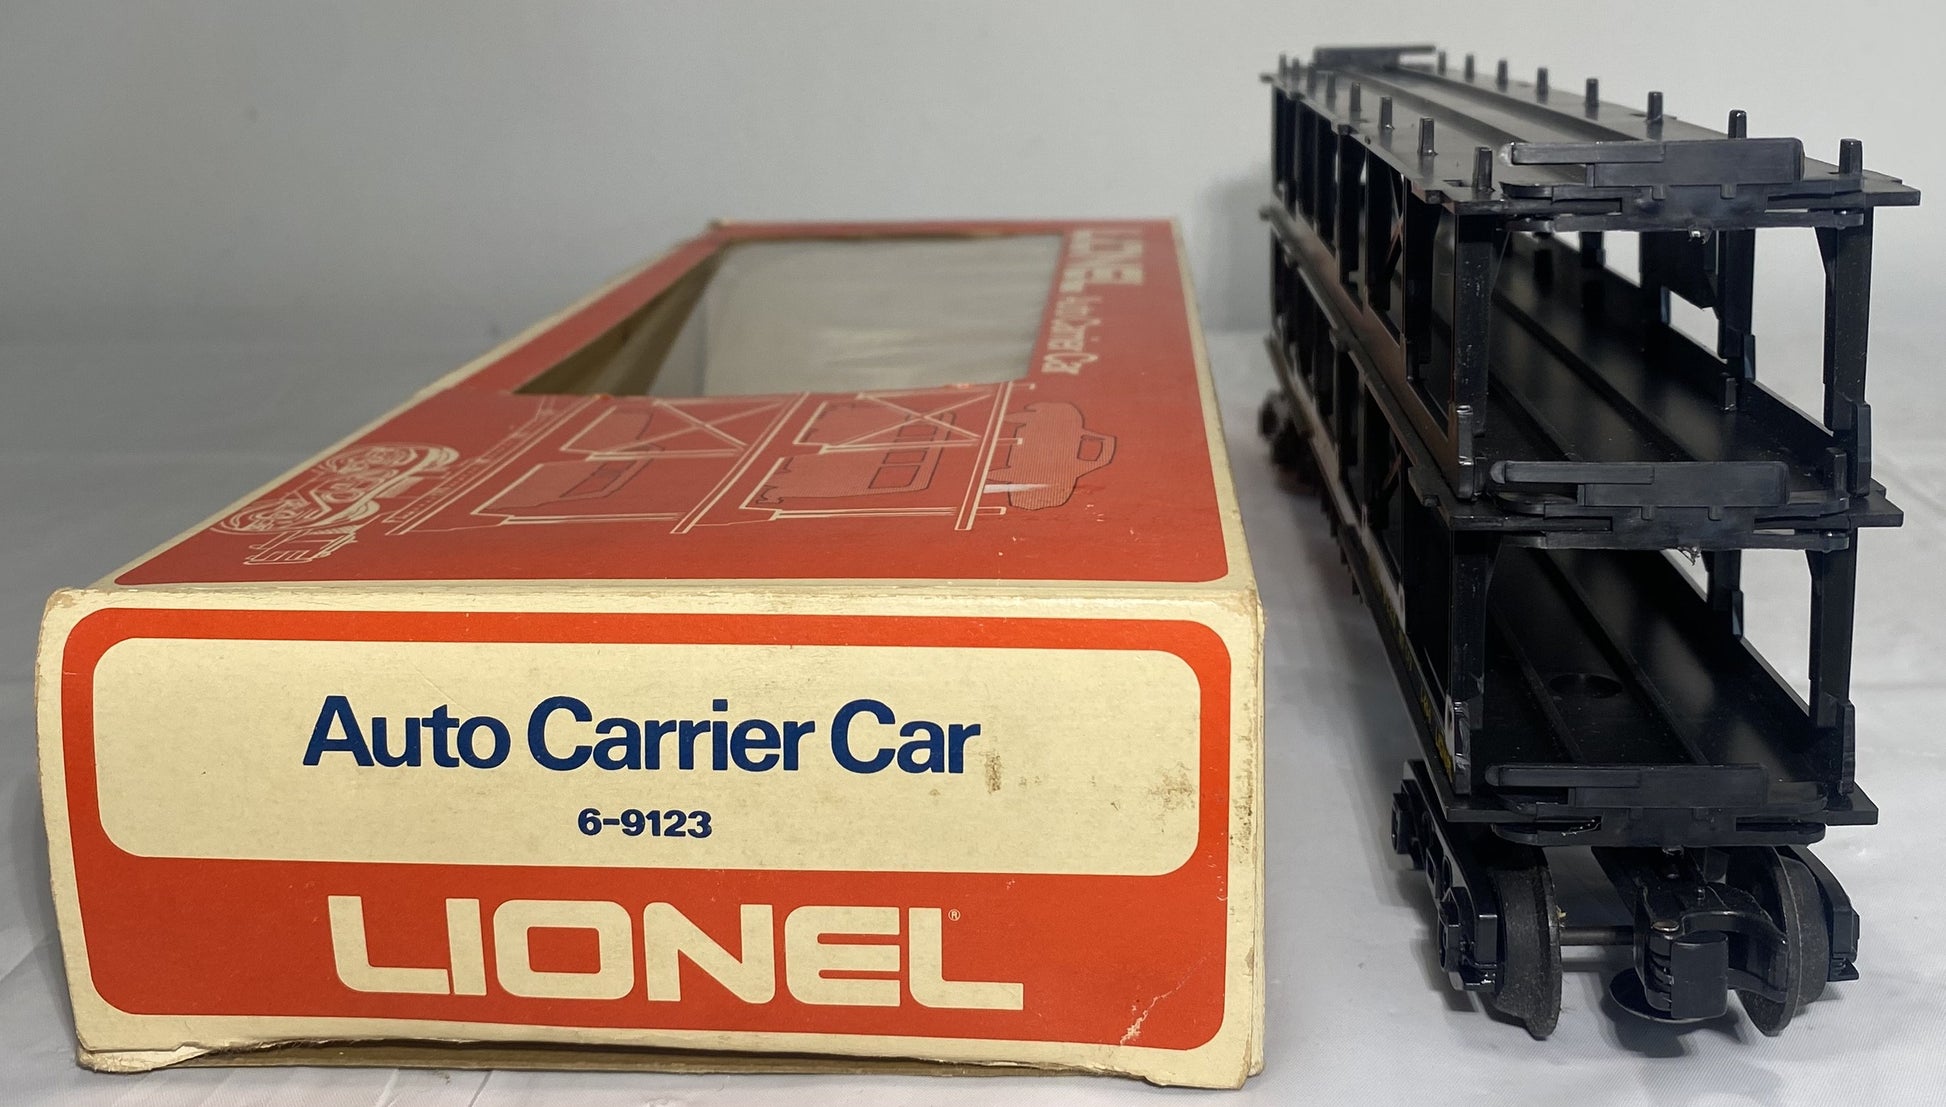 LIONEL
Auto Carrier Car
Auto Carrier Car
6-9123
LIONEL®